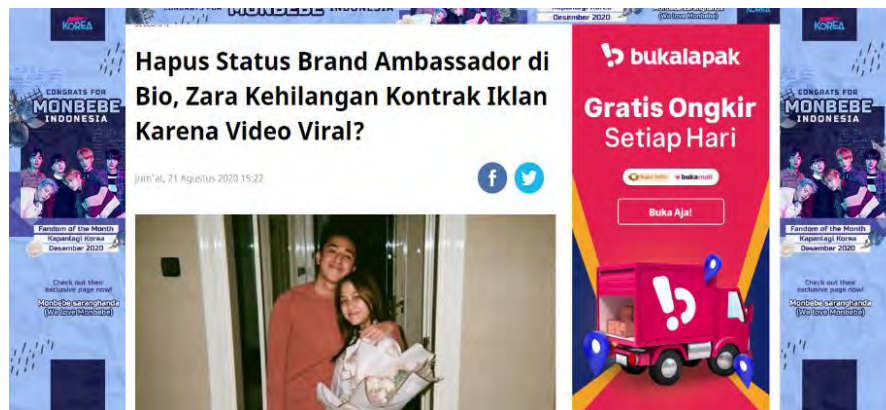 KOREA
CONGRATS FOR
MONBEBE
INDONESIA
Fandom of the Month
Kapanlagi Korea
Desember 2020
Check out their
exclusive page now!
Monbebe saranghanda
(We love Monbebe)
MONBEBE INDONESIA
Desember 2020
(We love Monbebe)
Hapus Status Brand Ambassador di
Bio, Zara Kehilangan Kontrak Iklan
Karena Video Viral?
Jum'at, 21 Agustus 2020 15:22
bukalapak
Gratis Ongkir
Setiap Hari
bukamall
Buka Aja!
KOREA
CONGRATS FOR
MONBEBE
INDONESIA
Fandom of the Month
Kapanlagi Korea
Desember 2020
Check out their
exclusive page now!
Monbebe saranghanda
(We love Monbebe)